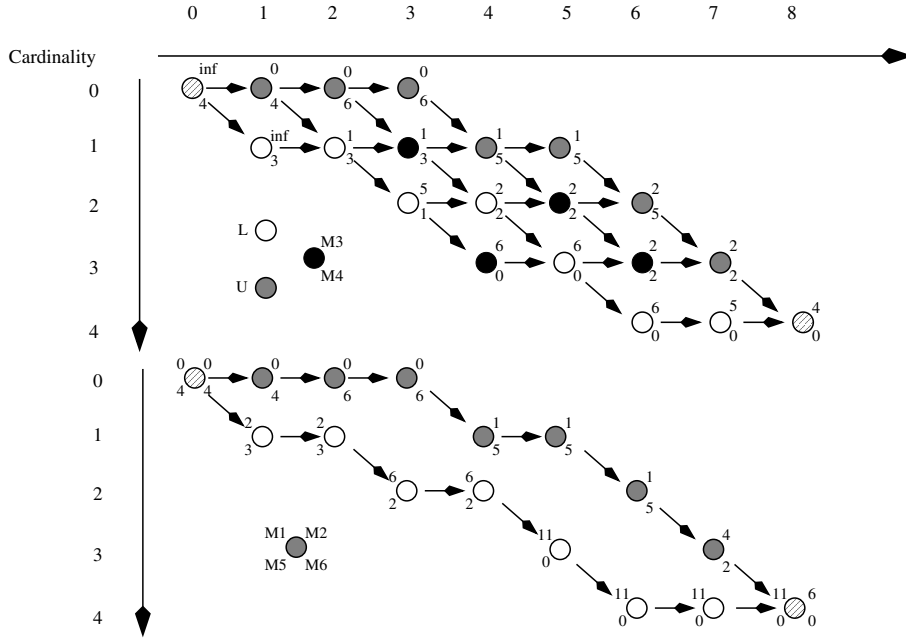 0 1 2 3 4 5 6 7 8
Cardinality
inf 0 0 0
0
4 4 6 6
inf 1 1 1 1
1
3 3 3 5 5
5 2 2 2
2
1 2 2 5
L
M3
6 6 2 2
3
M4
0 0 2 2
U
6 5 4
4
0 0 0
0 0 0 0 0
0
4 4 4 6 6
2 2 1 1
1
3 3 5 5
6 6 1
2
2 2 5
M1 M2
11 4
3
M5 M6
0 2
11 11 11 6
4
0 0 0 0